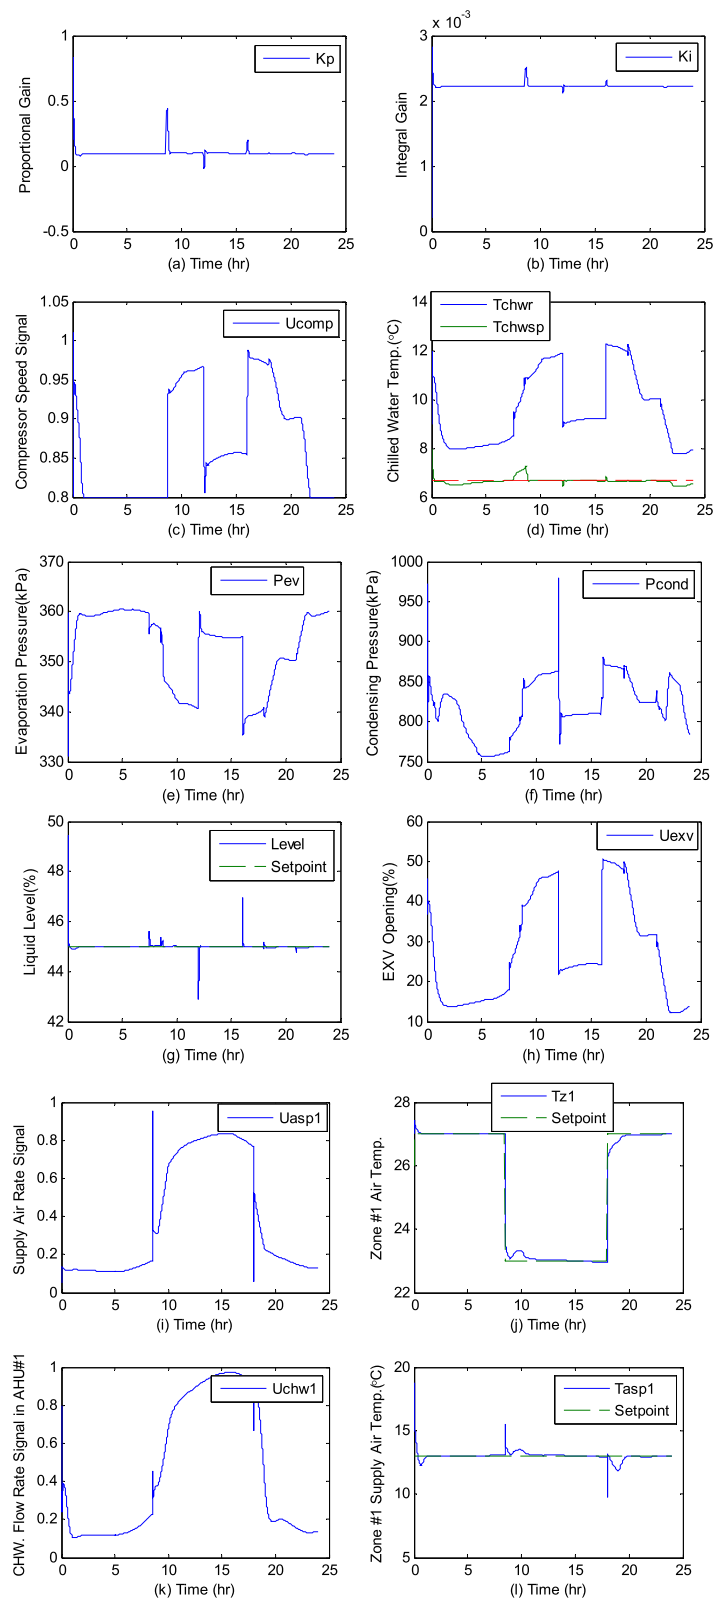 1
Kp
0.5
0
-0.5
Proportional Gain
0 5 10 15 20 25
(a) Time (hr)
x 10⁻³
3
Ki
2
1
0
Integral Gain
0 5 10 15 20 25
(b) Time (hr)
1.05
Ucomp
1
0.95
0.9
0.85
0.8
Compressor Speed Signal
0 5 10 15 20 25
(c) Time (hr)
14
Tchwr
Tchwsp
12
10
8
6
Chilled Water Temp.(°C)
0 5 10 15 20 25
(d) Time (hr)
370
Pev
360
350
340
330
Evaporation Pressure(kPa)
0 5 10 15 20 25
(e) Time (hr)
1000
Pcond
950
900
850
800
750
Condensing Pressure(kPa)
0 5 10 15 20 25
(f) Time (hr)
50
Level
Setpoint
48
46
44
42
Liquid Level(%)
0 5 10 15 20 25
(g) Time (hr)
60
Uexv
50
40
30
20
10
EXV Opening(%)
0 5 10 15 20 25
(h) Time (hr)
1
Uasp1
0.8
0.6
0.4
0.2
0
Supply Air Rate Signal
0 5 10 15 20 25
(i) Time (hr)
28
Tz1
Setpoint
26
24
22
Zone #1 Air Temp.
0 5 10 15 20 25
(j) Time (hr)
1
Uchw1
0.8
0.6
0.4
0.2
0
CHW. Flow Rate Signal in AHU#1
0 5 10 15 20 25
(k) Time (hr)
20
Tasp1
Setpoint
15
10
5
Zone #1 Supply Air Temp.(°C)
0 5 10 15 20 25
(l) Time (hr)